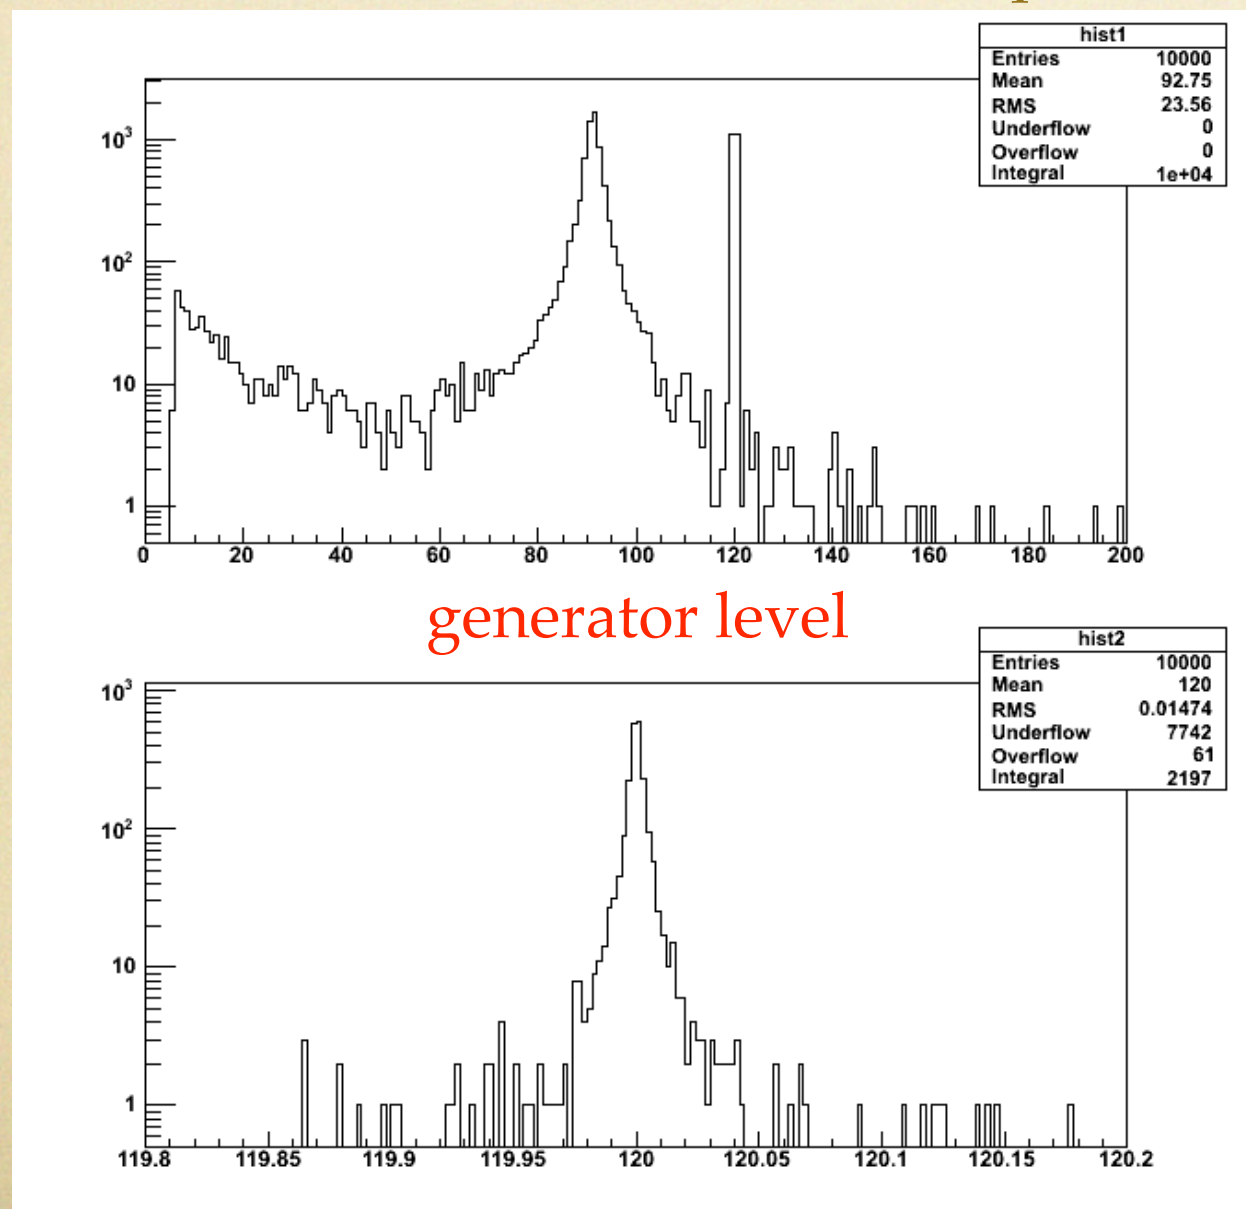 hist1
Entries 10000
Mean 92.75
RMS 23.56
Underflow 0
Overflow 0
Integral 1e+04
10³
10²
10
1
0 20 40 60 80 100 120 140 160 180 200
generator level
hist2
Entries 10000
Mean 120
RMS 0.01474
Underflow 7742
Overflow 61
Integral 2197
10³
10²
10
1
119.8 119.85 119.9 119.95 120 120.05 120.1 120.15 120.2